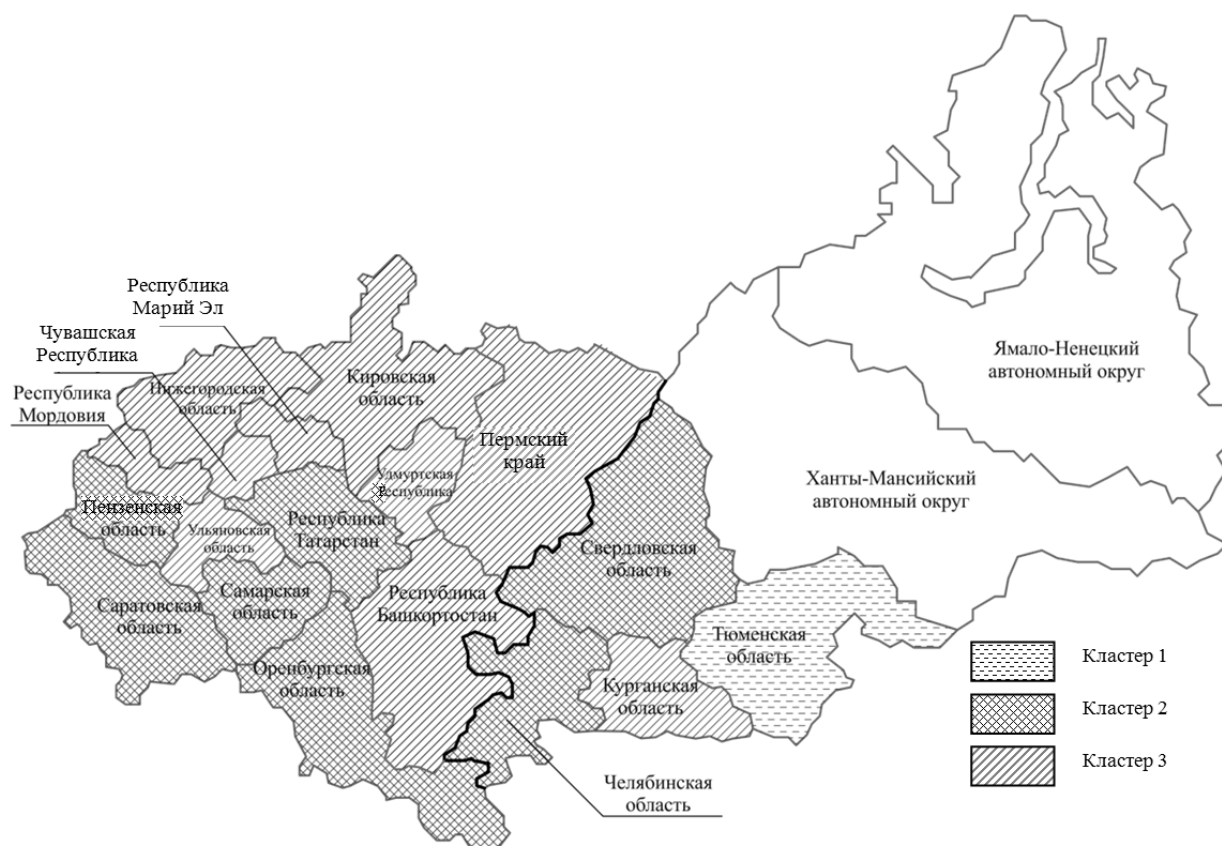 Республика
Марий Эл
Чувашская
Республика
Республика
Мордовия
Нижегородская
область
Кировская
область
Пермский
край
Удмуртская
Республика
Пензенская
область
Ульяновская
область
Республика
Татарстан
Саратовская
область
Самарская
область
Оренбургская
область
Республика
Башкортостан
Свердловская
область
Челябинская
область
Курганская
область
Тюменская
область
Ханты-Мансийский
автономный округ
Ямало-Ненецкий
автономный округ
Кластер 1
Кластер 2
Кластер 3